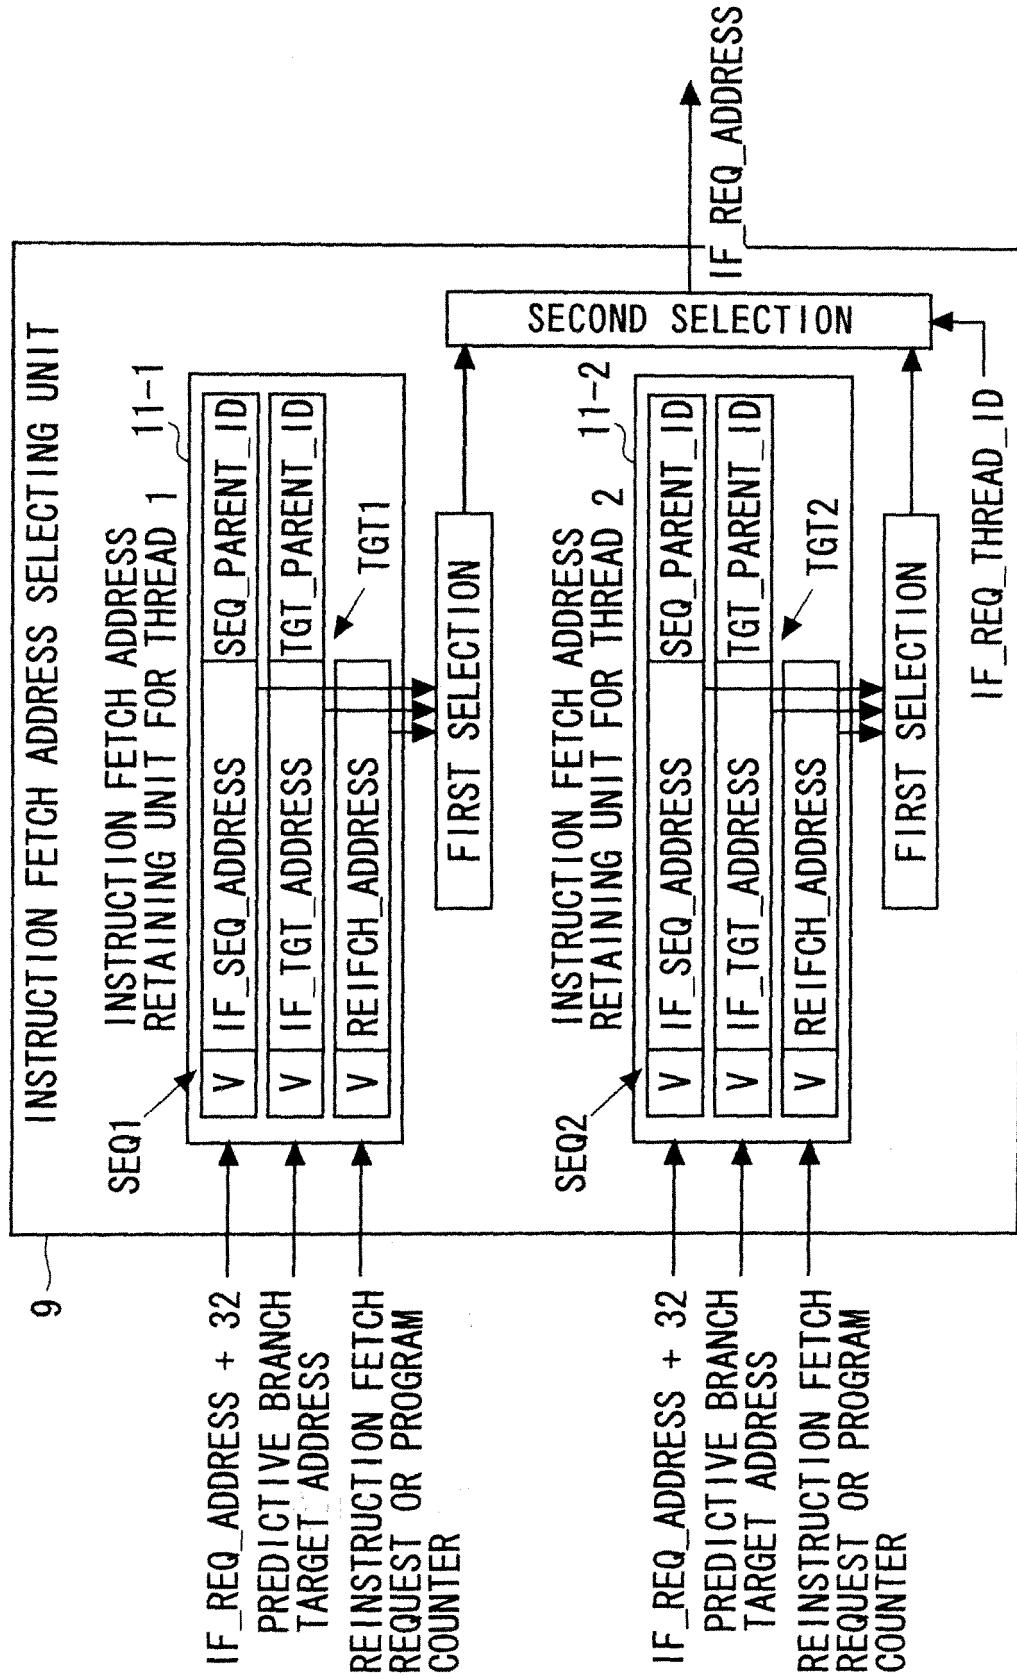 9
INSTRUCTION FETCH ADDRESS SELECTING UNIT
INSTRUCTION FETCH ADDRESS
RETAINING UNIT FOR THREAD 1
11-1
SEQ1
IF_REQ_ADDRESS + 32
PREDICTIVE BRANCH
TARGET ADDRESS
REINSTRUCTION FETCH
REQUEST OR PROGRAM
COUNTER
V IF_SEQ_ADDRESS SEQ_PARENT_ID
V IF_TGT_ADDRESS TGT_PARENT_ID
V REIFCH_ADDRESS
TGT1
FIRST SELECTION
SECOND SELECTION
IF_REQ_ADDRESS
INSTRUCTION FETCH ADDRESS
RETAINING UNIT FOR THREAD 2
11-2
SEQ2
IF_REQ_ADDRESS + 32
PREDICTIVE BRANCH
TARGET ADDRESS
REINSTRUCTION FETCH
REQUEST OR PROGRAM
COUNTER
V IF_SEQ_ADDRESS SEQ_PARENT_ID
V IF_TGT_ADDRESS TGT_PARENT_ID
V REIFCH_ADDRESS
TGT2
FIRST SELECTION
IF_REQ_THREAD_ID